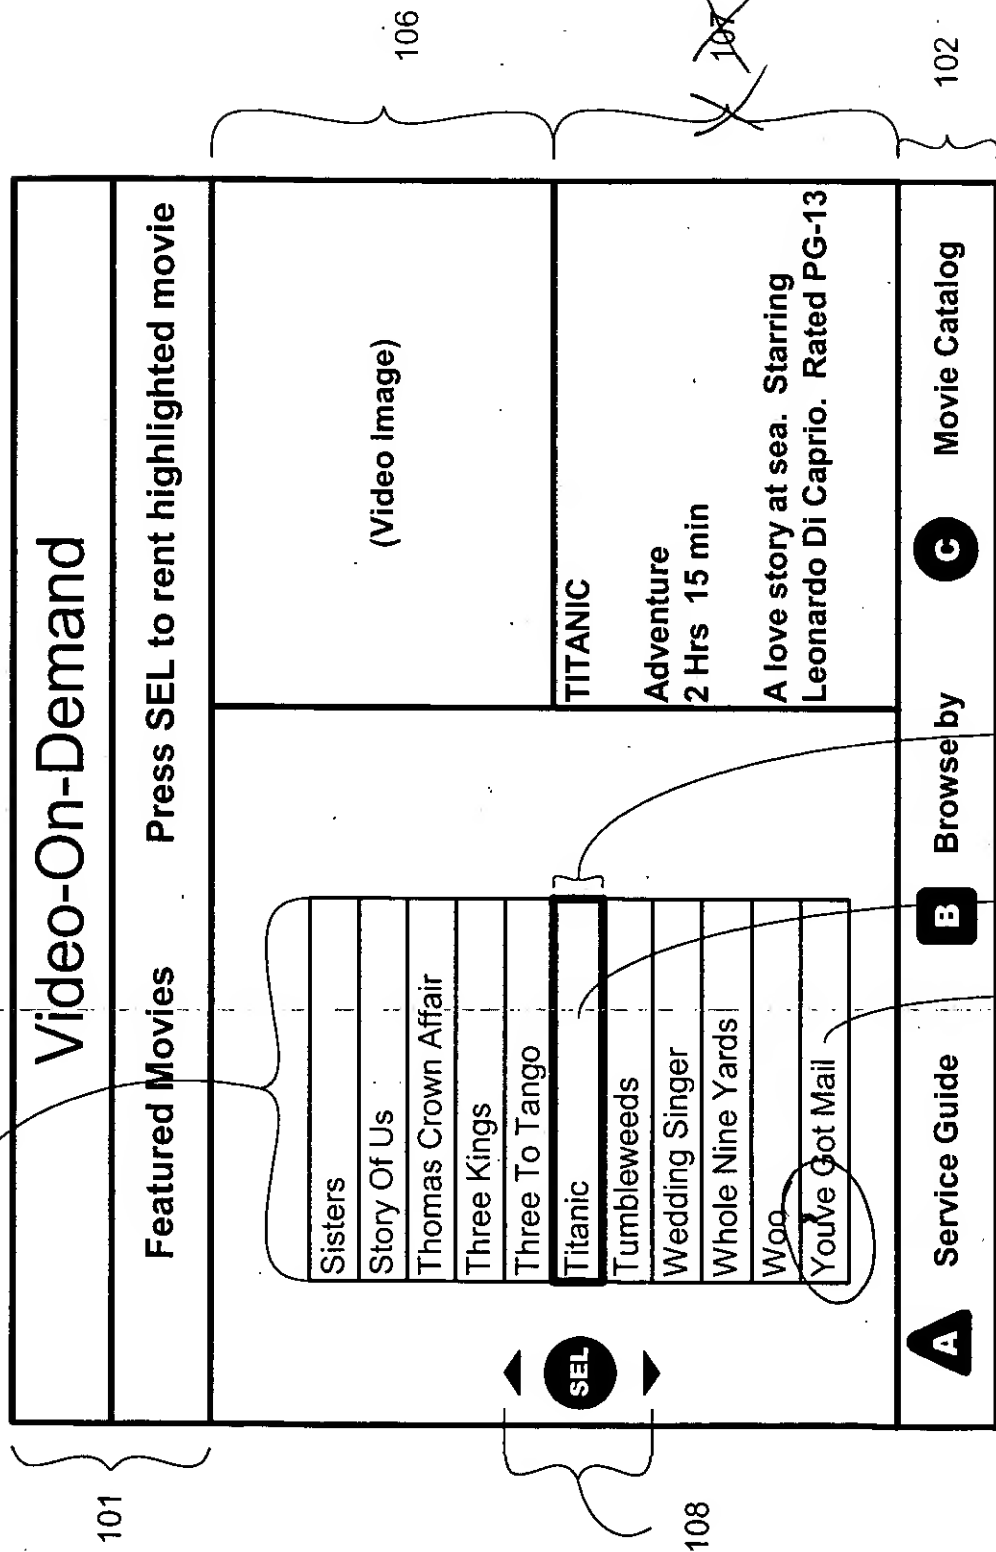 Video-On-Demand
Featured Movies Press SEL to rent highlighted movie
101
Sisters
Story Of Us
Thomas Crown Affair
Three Kings
Three To Tango
Titanic
Tumbleweeds
Wedding Singer
Whole Nine Yards
Woo
You've Got Mail
SEL
108
(Video Image)
106
TITANIC
Adventure
2 Hrs 15 min
A love story at sea. Starring
Leonardo Di Caprio. Rated PG-13
107
A Service Guide B Browse by C Movie Catalog
102